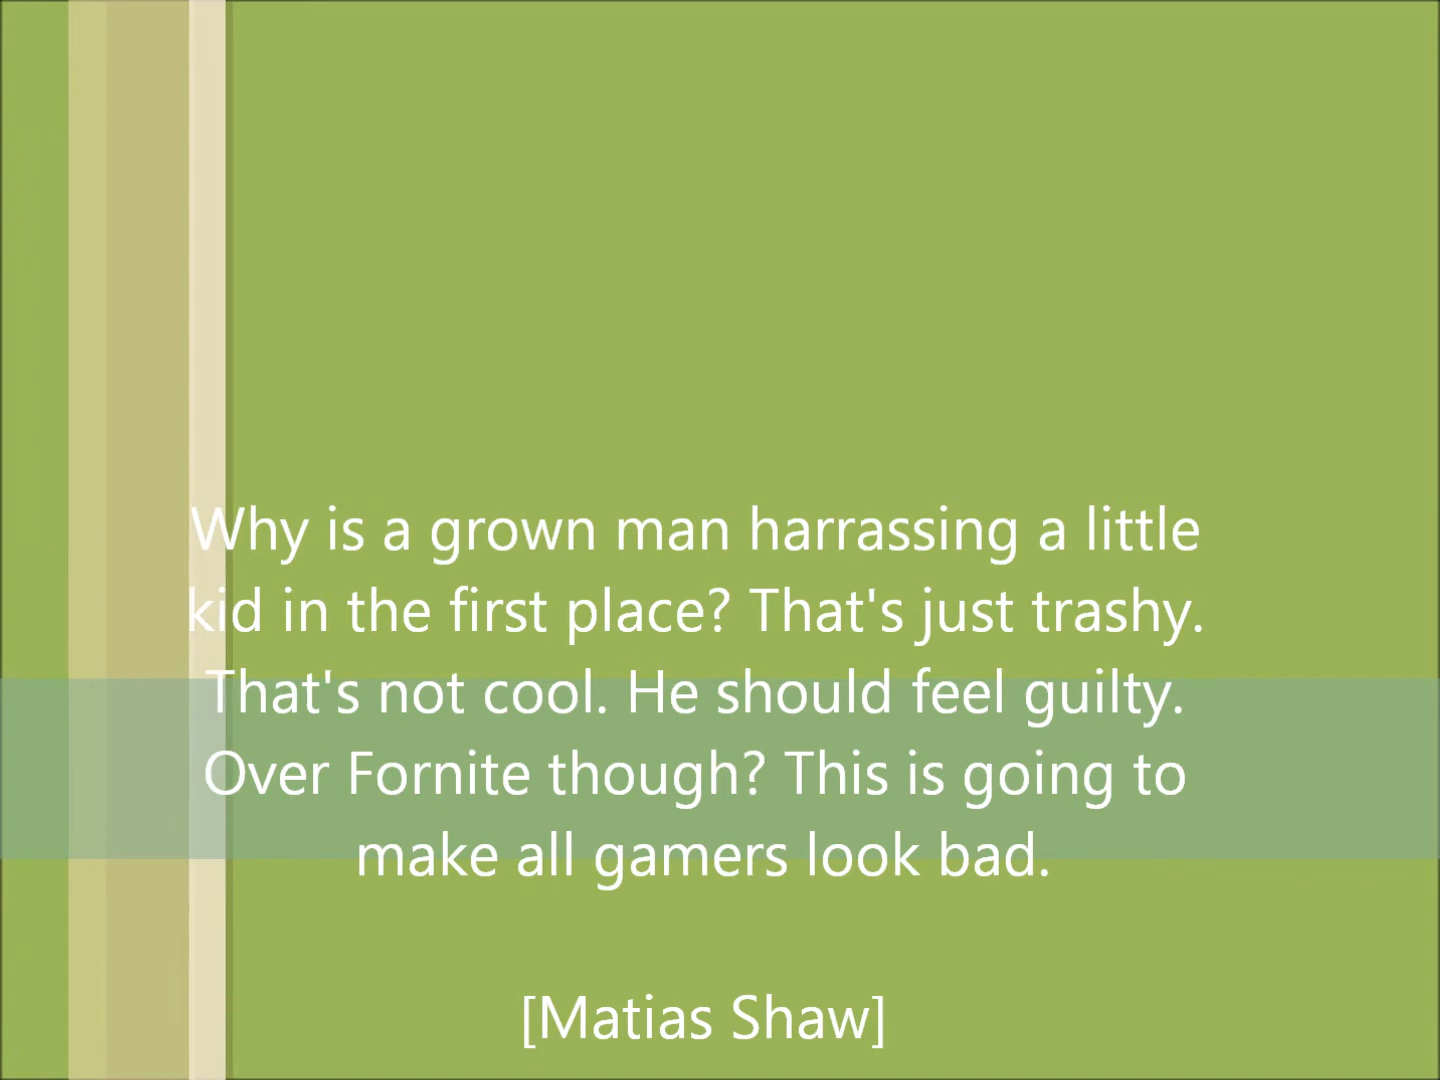 Why is a grown man harrassing a little
kid in the first place? That's just trashy.
That's not cool. He should feel guilty.
Over Fornite though? This is going to
make all gamers look bad.
[Matias Shaw]